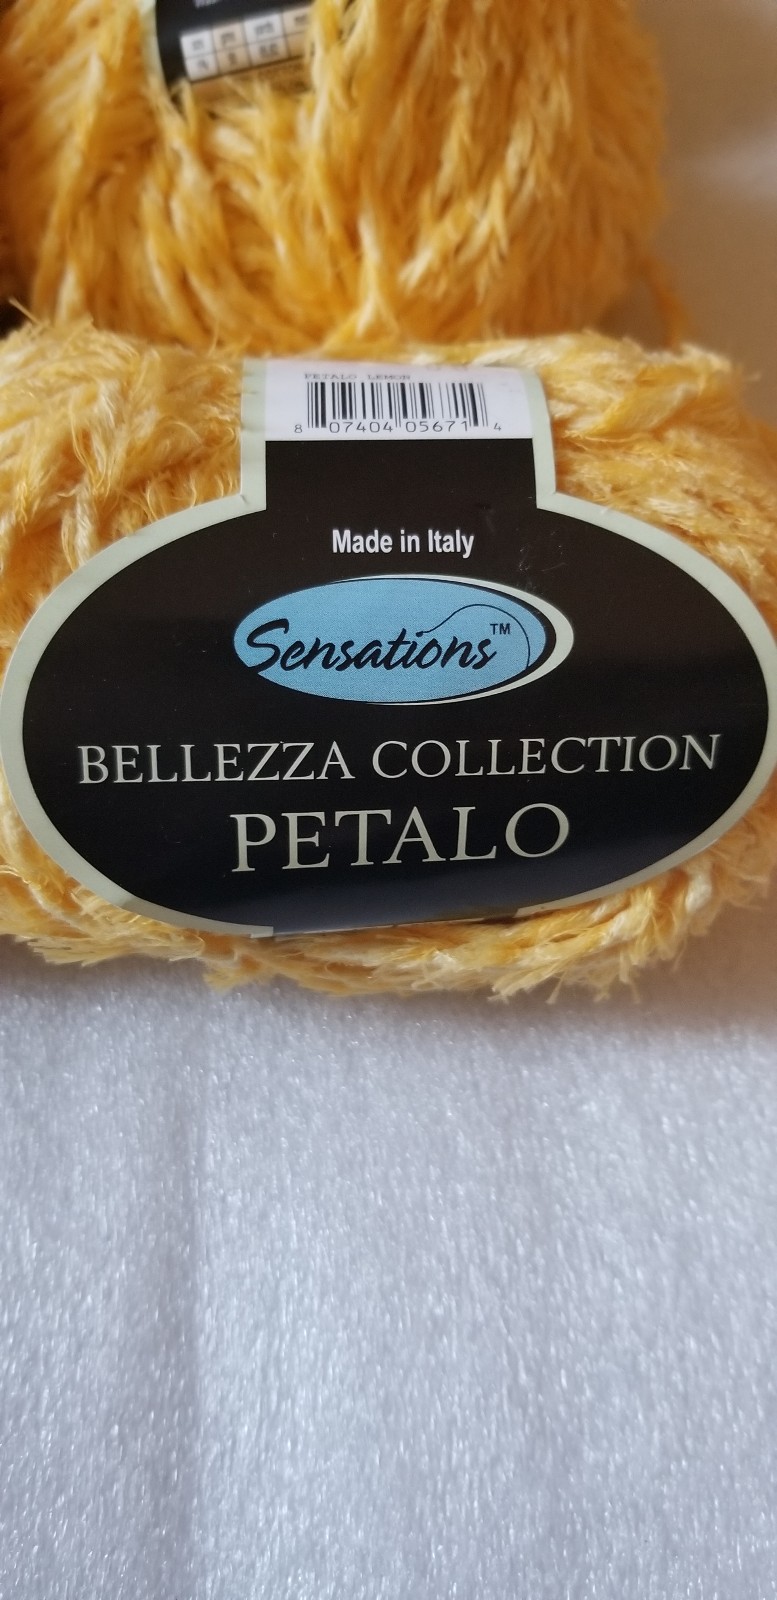 PETALO LEMON
8 07404 05671 4
Made in Italy
Sensations™
BELLEZZA COLLECTION
PETALO